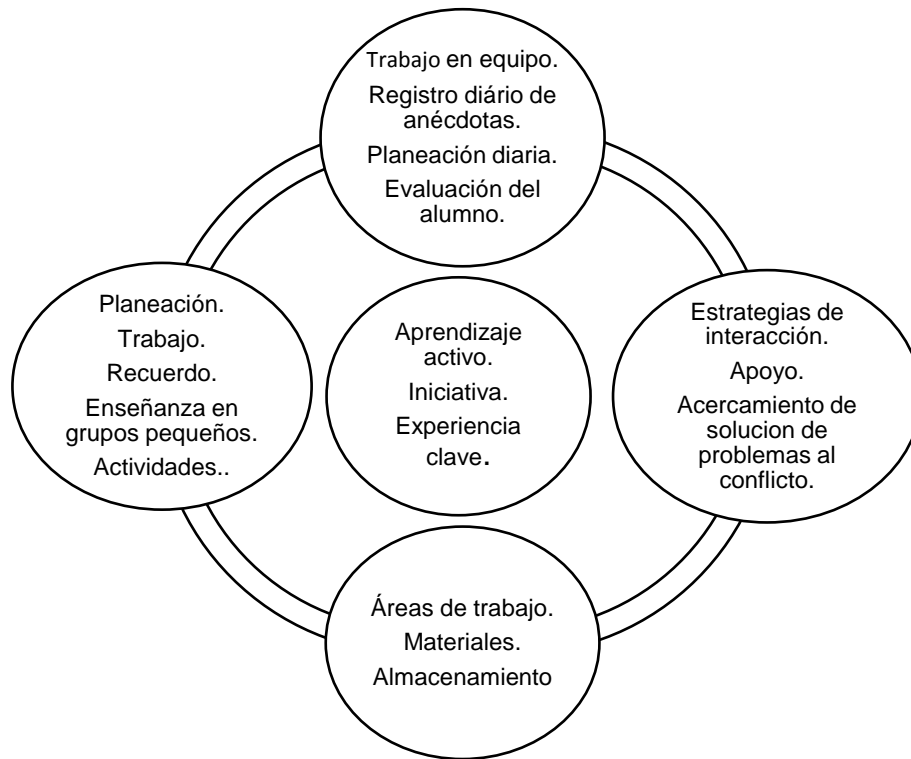 Trabajo en equipo.
Registro diário de
anécdotas.
Planeación diaria.
Evaluación del
alumno.
Planeación.
Trabajo.
Recuerdo.
Enseñanza en
grupos pequeños.
Actividades..
Aprendizaje
activo.
Iniciativa.
Experiencia
clave.
Estrategias de
interacción.
Apoyo.
Acercamiento de
solucion de
problemas al
conflicto.
Áreas de trabajo.
Materiales.
Almacenamiento